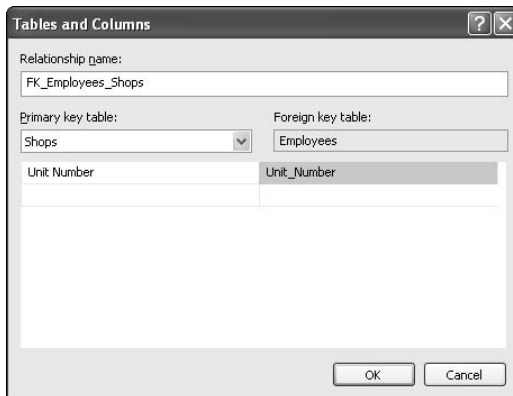 Tables and Columns
Relationship name:
FK_Employees_Shops
Primary key table:
Foreign key table:
Shops
Employees
Unit Number
Unit_Number
OK
Cancel